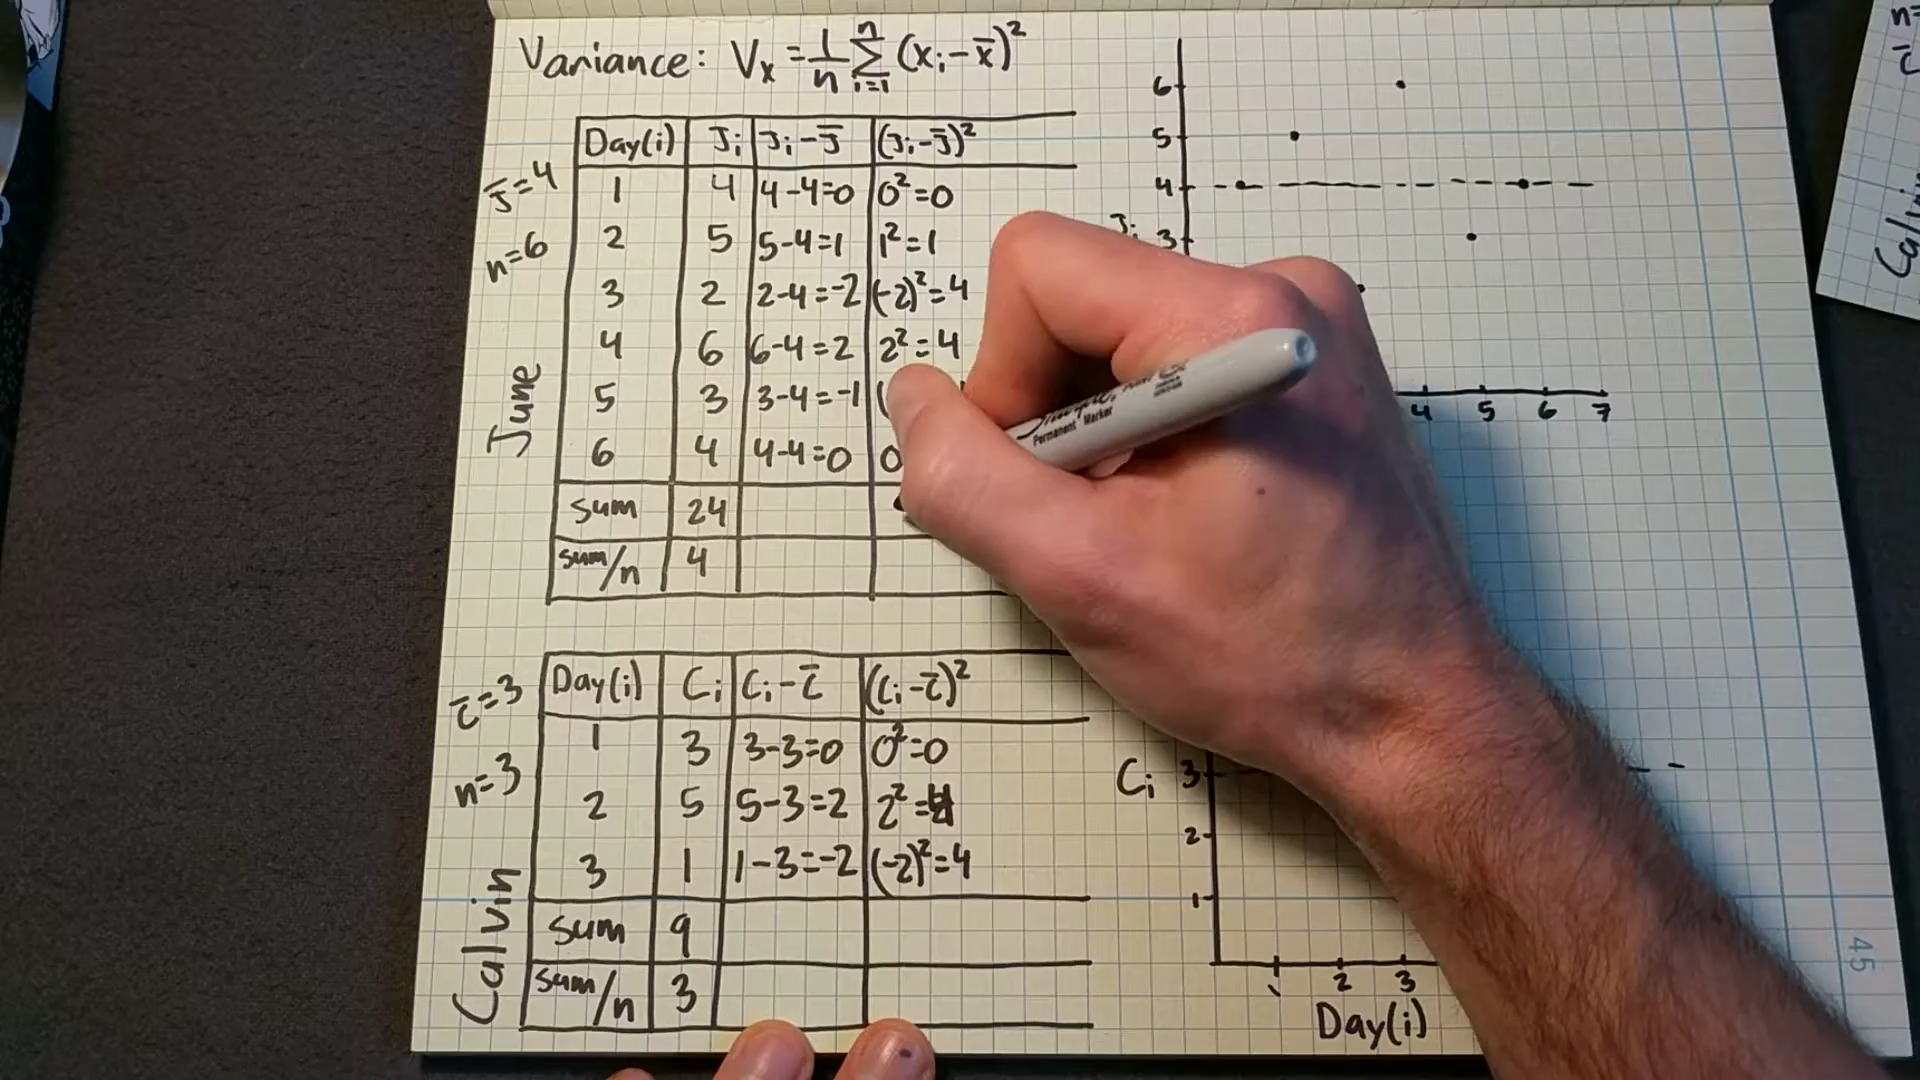 Variance: Vx = 1/n Σ i=1 n (xi - x̄)²
J̄=4
n=6
June
Day(i) Ji Ji-J̄ (Ji-J̄)²
1 4 4-4=0 0²=0
2 5 5-4=1 1²=1
3 2 2-4=-2 (-2)²=4
4 6 6-4=2 2²=4
5 3 3-4=-1 (
6 4 4-4=0 0
sum 24
sum/n 4
c̄=3
n=3
Calvin
Day(i) Ci Ci-c̄ (Ci-c̄)²
1 3 3-3=0 0²=0
2 5 5-3=2 2²=4
3 1 1-3=-2 (-2)²=4
sum 9
sum/n 3
6
5
4
Ji 3
4 5 6 7
Ci 3
2
1
2 3
Day(i)
45
Permanent Marker
n=
Calvin